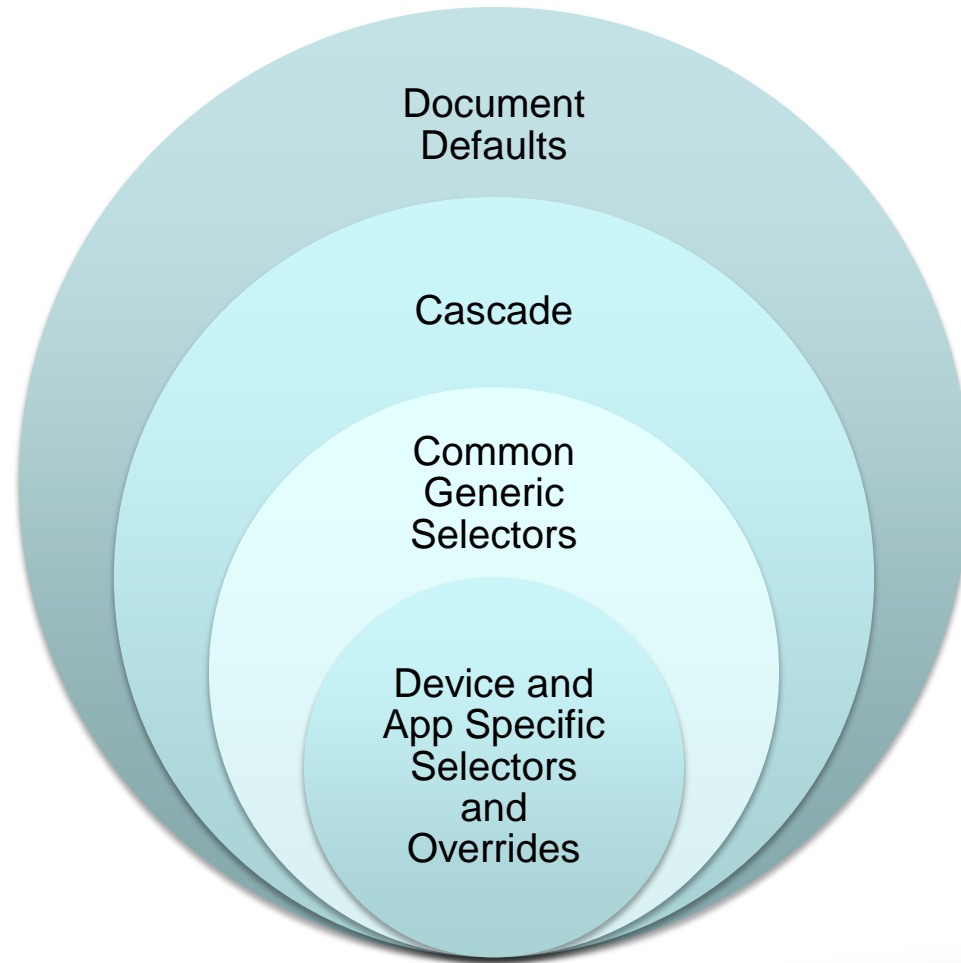 Document
Defaults
Cascade
Common
Generic
Selectors
Device and
App Specific
Selectors
and
Overrides